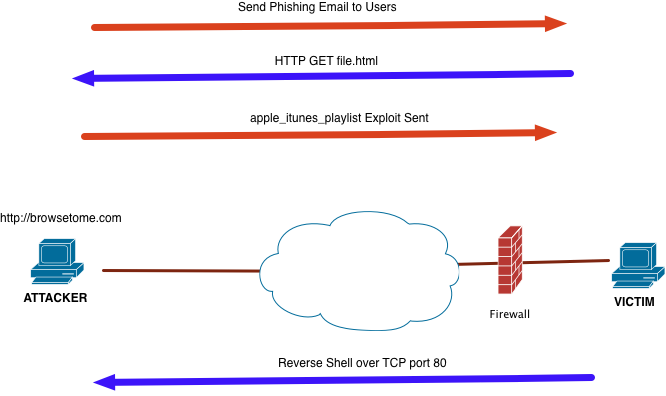 Send Phishing Email to Users
HTTP GET file.html
apple_itunes_playlist Exploit Sent
http://browsetome.com
ATTACKER
VICTIM
Firewall
Reverse Shell over TCP port 80